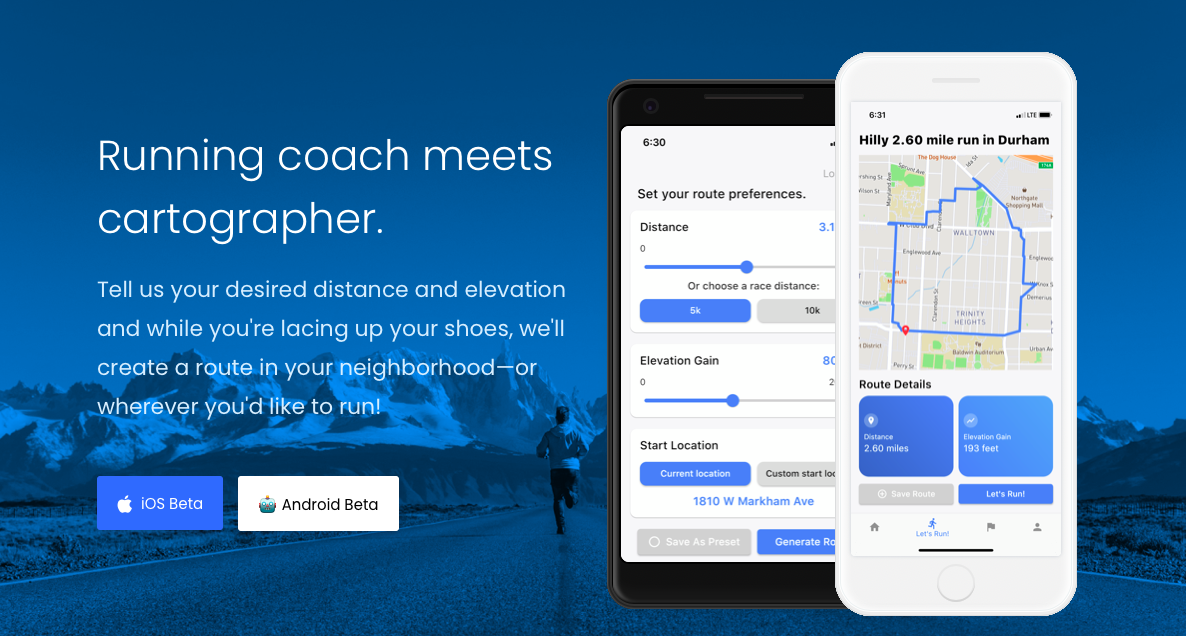 Running coach meets
cartographer.
Tell us your desired distance and elevation
and while you're lacing up your shoes, we'll
create a route in your neighborhood—or
wherever you'd like to run!
iOS Beta
Android Beta
6:30
Set your route preferences.
Distance
3.1
0
Or choose a race distance:
5k
10k
Elevation Gain
80
0
Start Location
Current location
Custom start loc
1810 W Markham Ave
Save As Preset
Generate Ro
6:31
LTE
Hilly 2.60 mile run in Durham
The Dog House
Northgate
Shopping Mall
WALLTOWN
Englewood Ave
Clarendon St
TRINITY
HEIGHTS
Baldwin Auditorium
Perry St
Route Details
Distance
2.60 miles
Elevation Gain
193 feet
Save Route
Let's Run!
Let's Run!